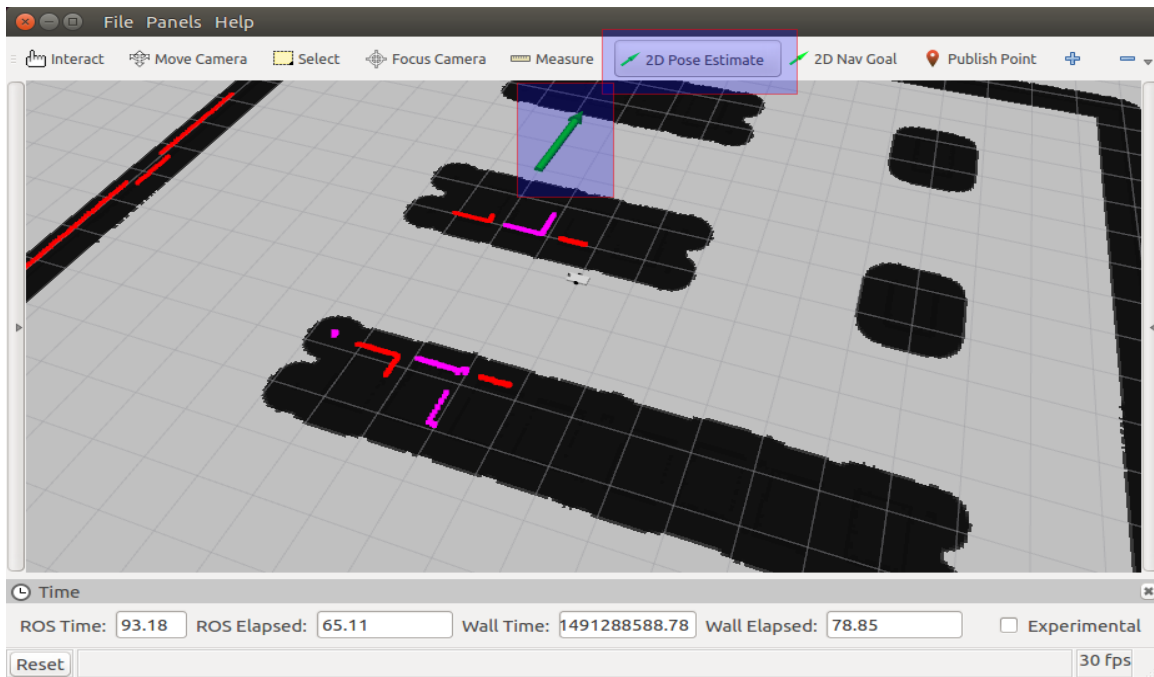 File Panels Help
Interact Move Camera Select Focus Camera Measure 2D Pose Estimate 2D Nav Goal Publish Point
Time
ROS Time: 93.18 ROS Elapsed: 65.11 Wall Time: 1491288588.78 Wall Elapsed: 78.85 Experimental
Reset 30 fps